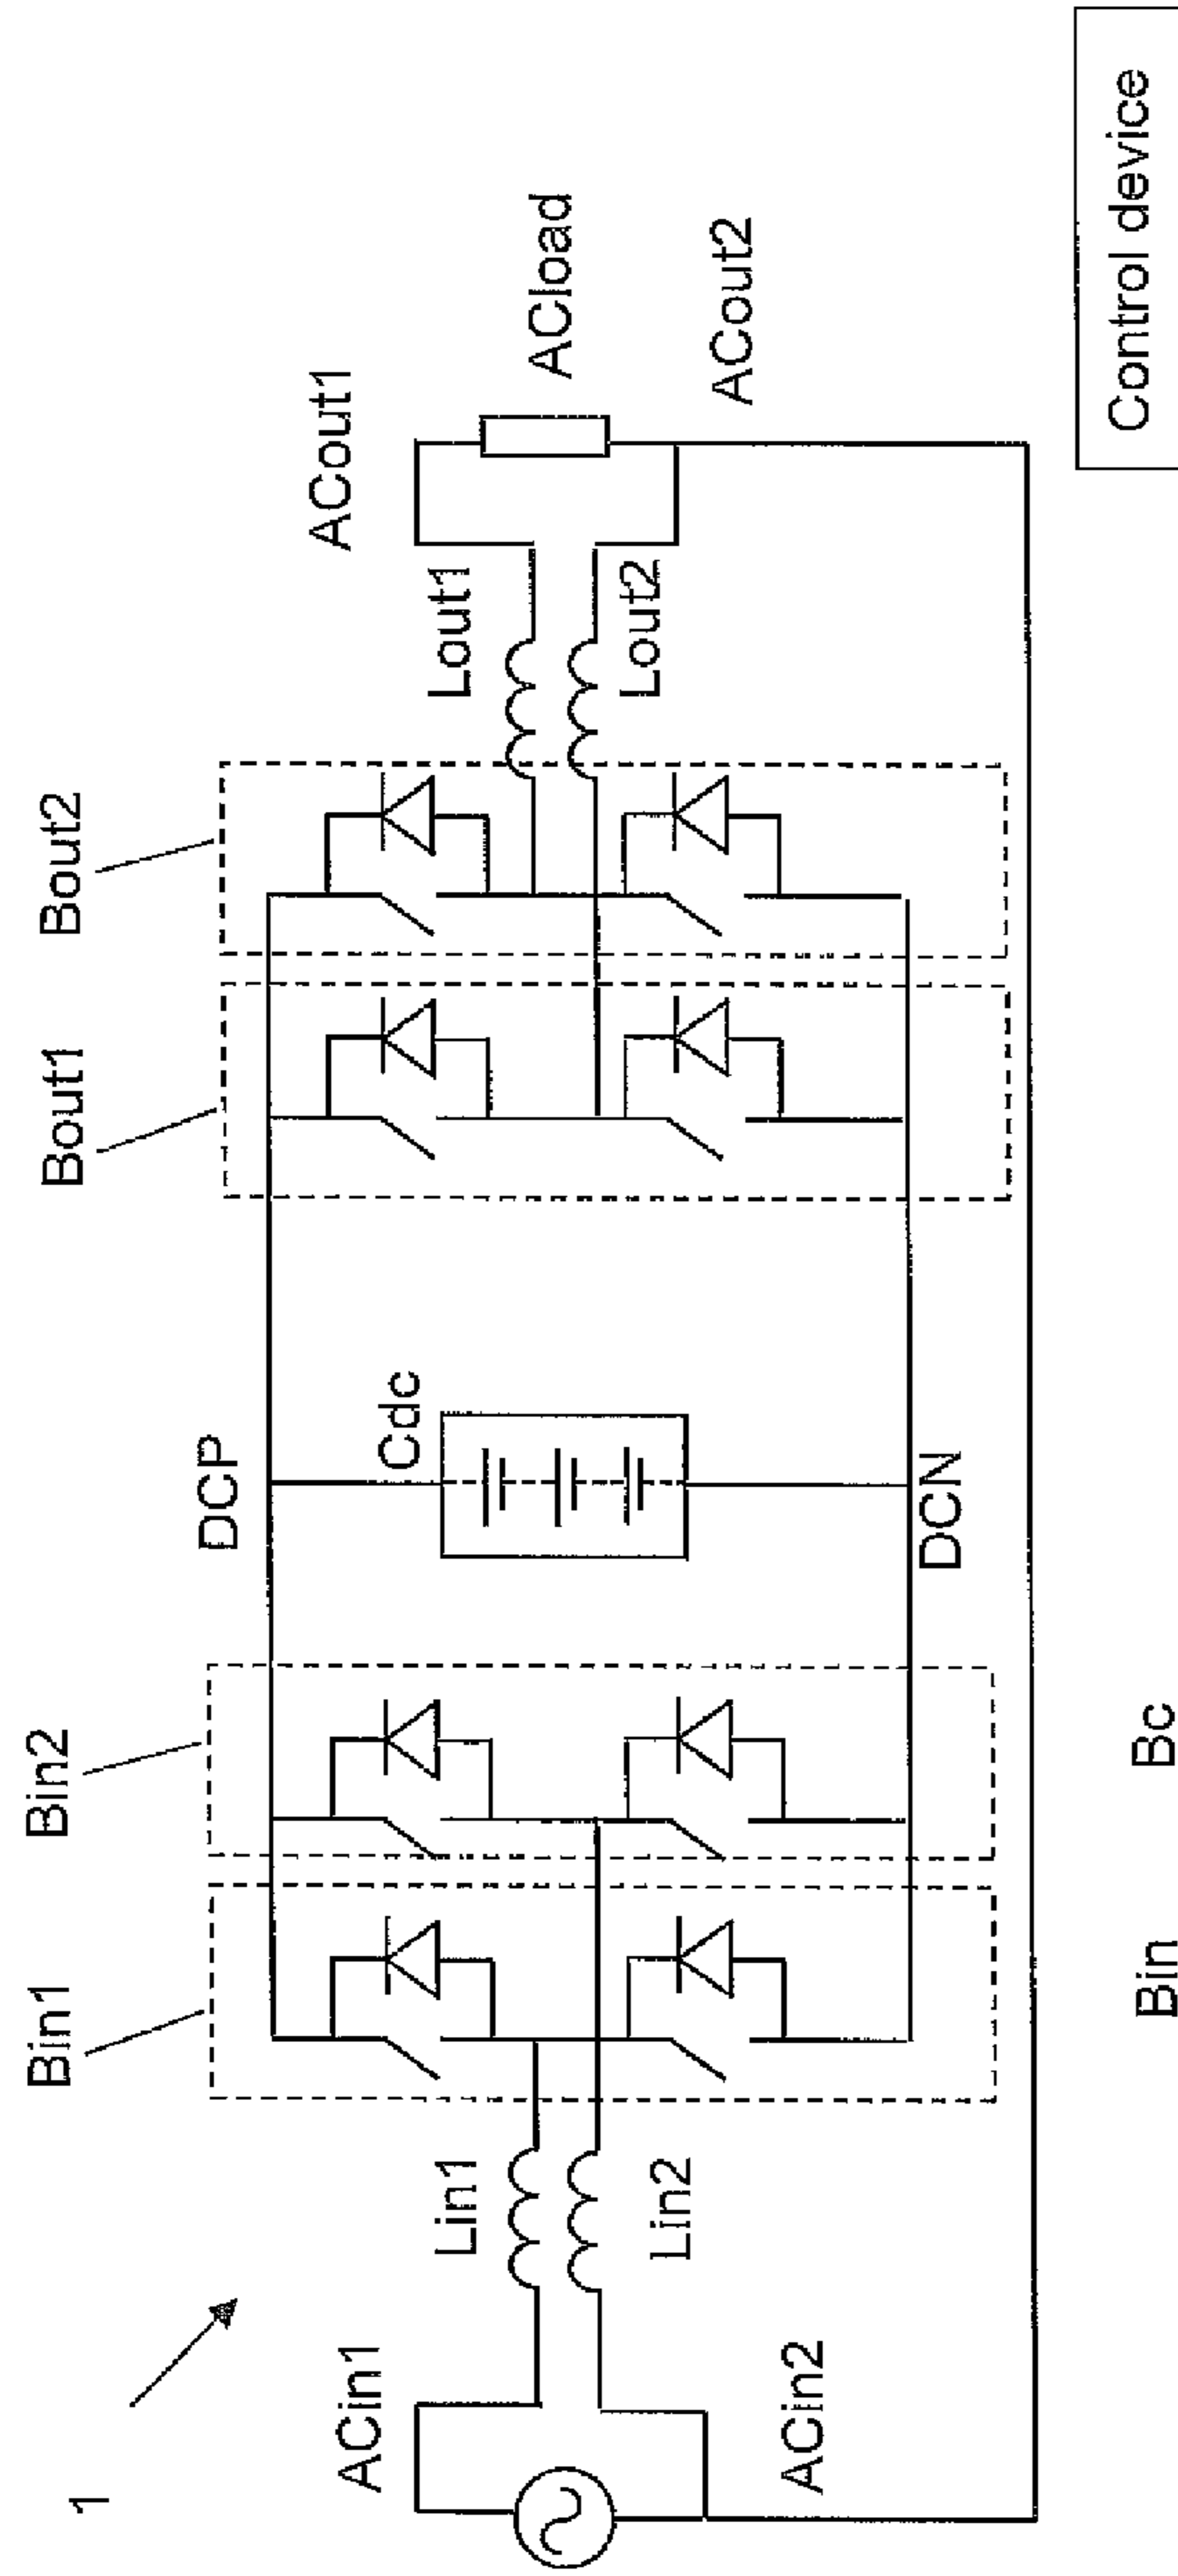 1
Bin1
Bin2
Bout1
Bout2
DCP
Cdc
DCN
Lin1
Lin2
Lout1
Lout2
ACin1
ACin2
ACout1
ACload
ACout2
Bin
Bc
Control device